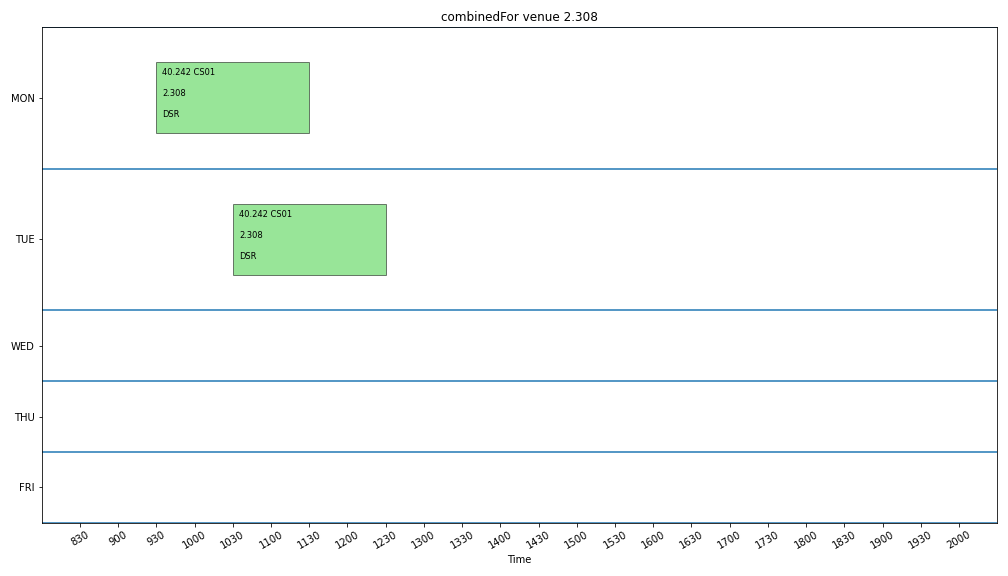 combinedFor venue 2.308
MON
40.242 CS01
2.308
DSR
TUE
40.242 CS01
2.308
DSR
WED
THU
FRI
830 900 930 1000 1030 1100 1130 1200 1230 1300 1330 1400 1430 1500 1530 1600 1630 1700 1730 1800 1830 1900 1930 2000
Time